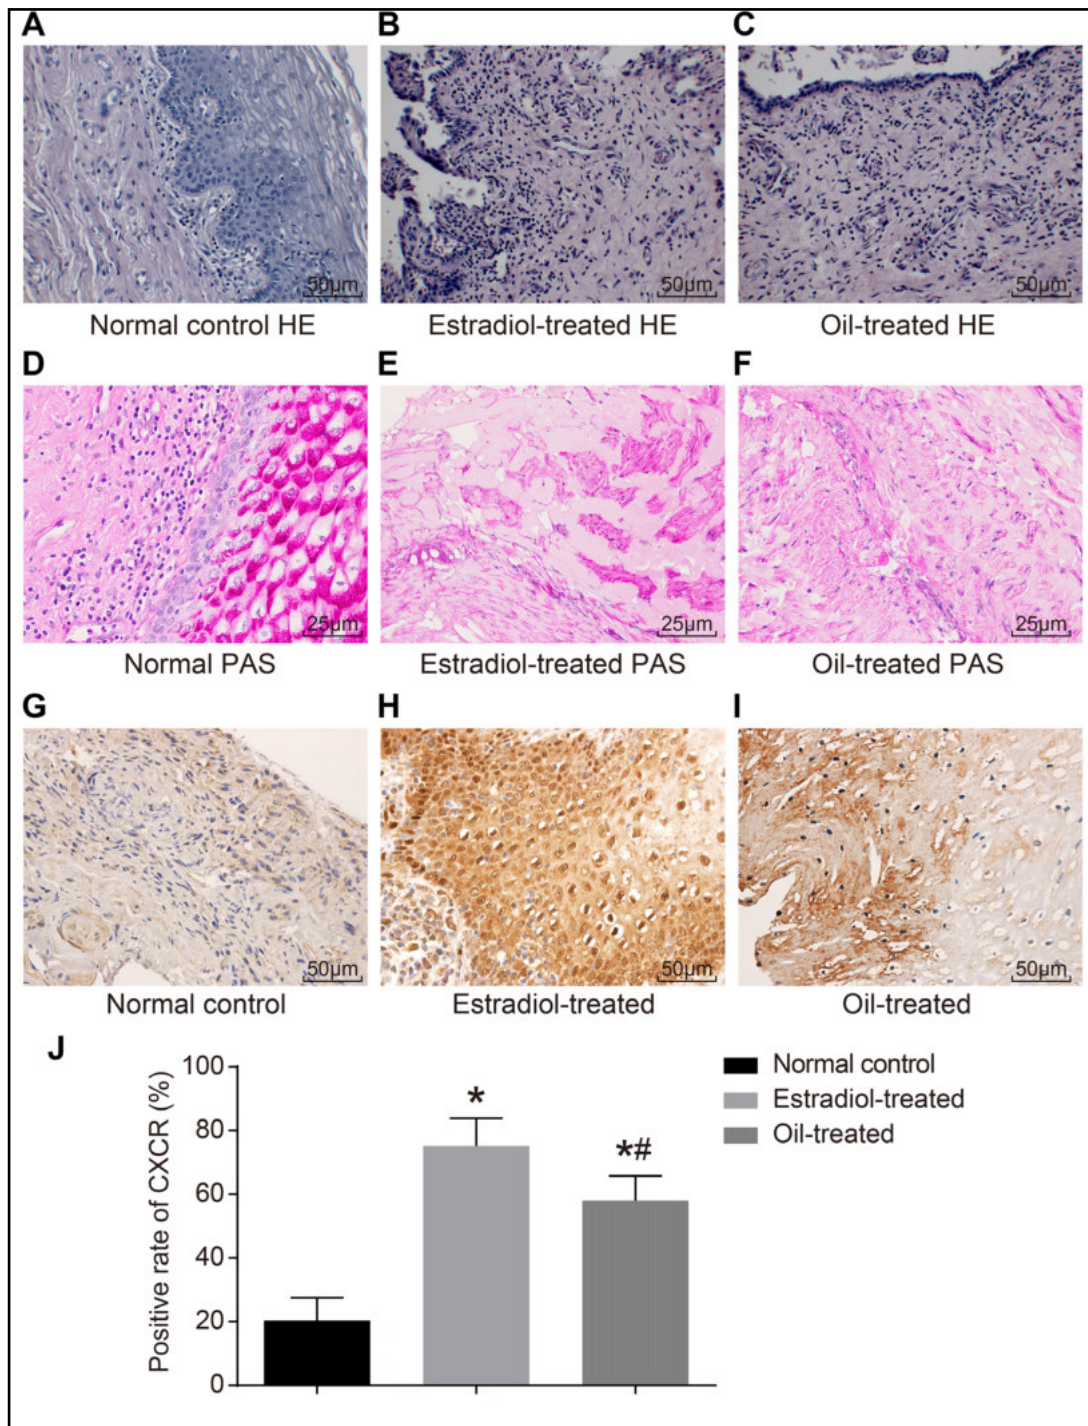 A
B
C
50μm
50μm
50μm
Normal control HE
Estradiol-treated HE
Oil-treated HE
D
E
F
25μm
25μm
25μm
Normal PAS
Estradiol-treated PAS
Oil-treated PAS
G
H
I
50μm
50μm
50μm
Normal control
Estradiol-treated
Oil-treated
J
Positive rate of CXCR (%)
100
80
60
40
20
0
*
*#
Normal control
Estradiol-treated
Oil-treated